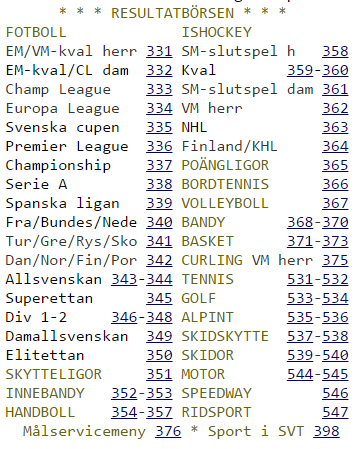 * * * RESULTATBÖRSEN * * *
FOTBOLL ISHOCKEY
EM/VM-kval herr 331 SM-slutspel h 358
EM-kval/CL dam 332 Kval 359-360
Champ League 333 SM-slutspel dam 361
Europa League 334 VM herr 362
Svenska cupen 335 NHL 363
Premier League 336 Finland/KHL 364
Championship 337 POÄNGLIGOR 365
Serie A 338 BORDTENNIS 366
Spanska ligan 339 VOLLEYBOLL 367
Fra/Bundes/Nede 340 BANDY 368-370
Tur/Gre/Rys/Sko 341 BASKET 371-373
Dan/Nor/Fin/Por 342 CURLING VM herr 375
Allsvenskan 343-344 TENNIS 531-532
Superettan 345 GOLF 533-534
Div 1-2 346-348 ALPINT 535-536
Damallsvenskan 349 SKIDSKYTTE 537-538
Elitettan 350 SKIDOR 539-540
SKYTTELIGOR 351 MOTOR 544-545
INNEBANDY 352-353 SPEEDWAY 546
HANDBOLL 354-357 RIDSPORT 547
Målservicemeny 376 * Sport i SVT 398